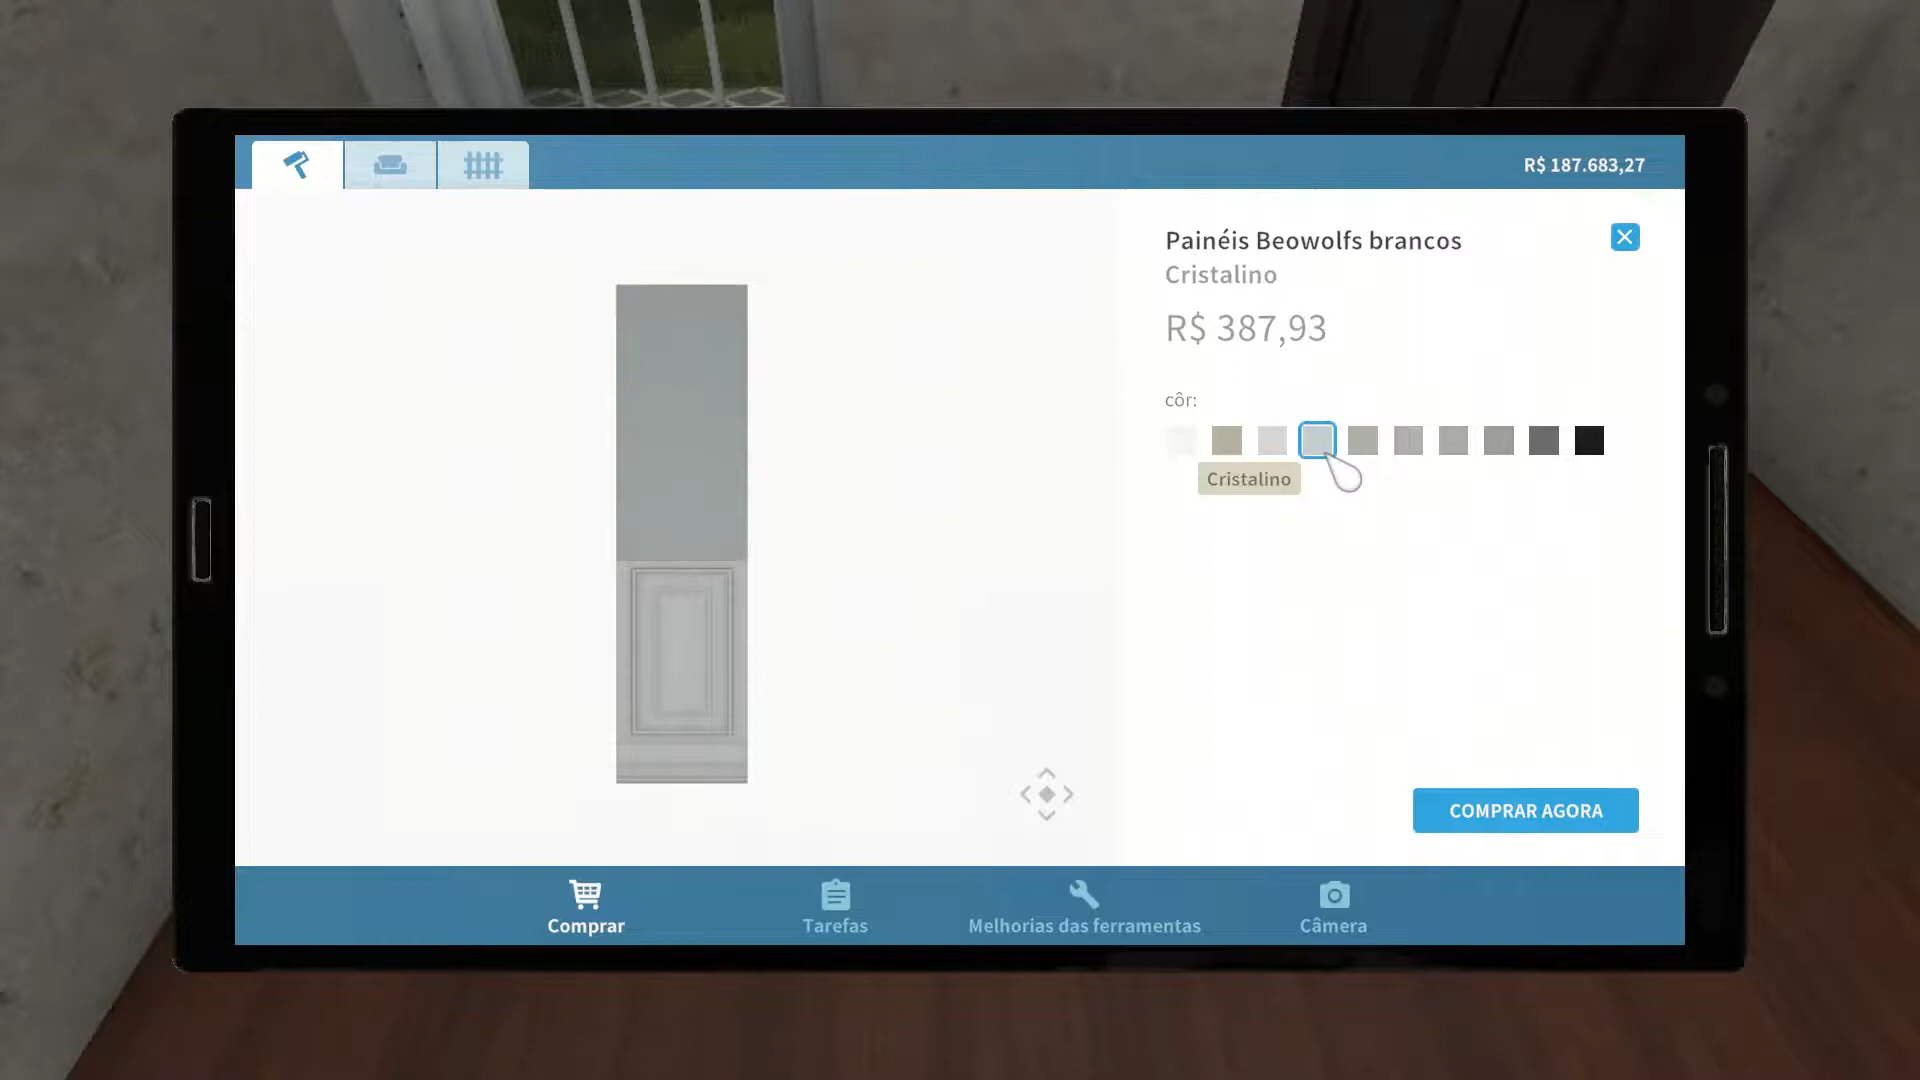 R$ 187.683,27
Painéis Beowolfs brancos
Cristalino
R$ 387,93
côr:
Cristalino
COMPRAR AGORA
Comprar
Tarefas
Melhorias das ferramentas
Câmera